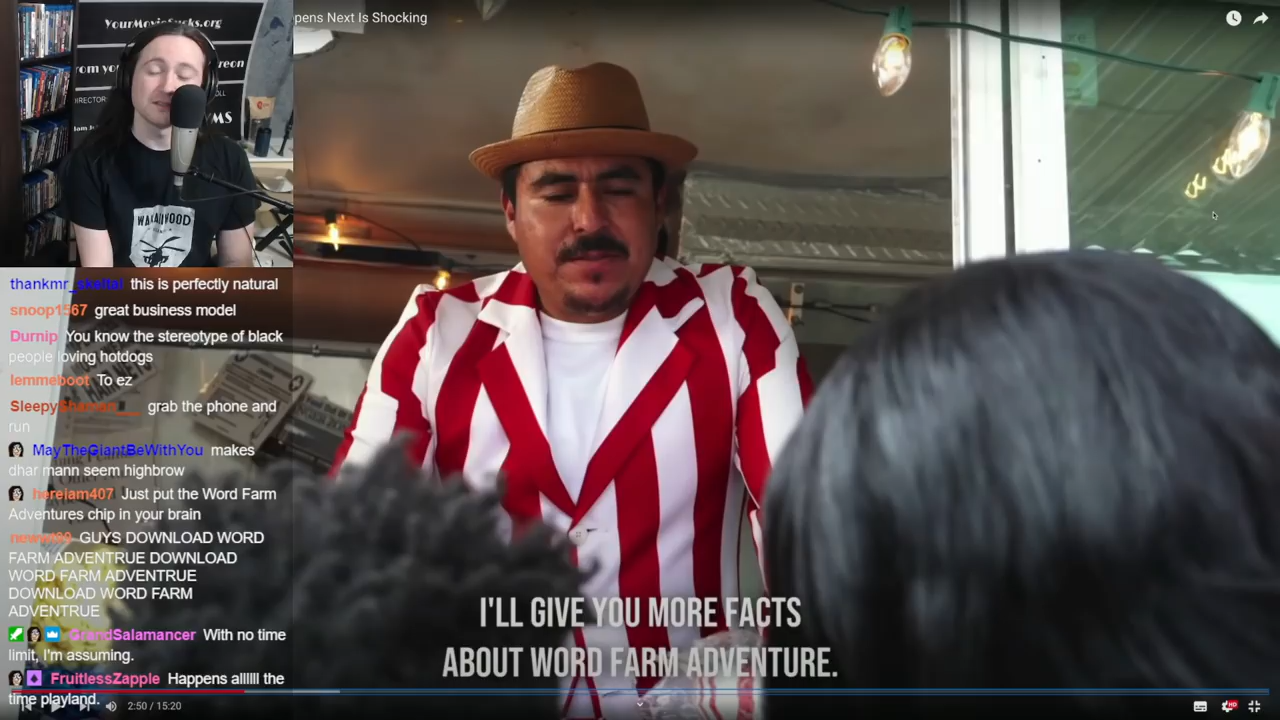 YourMovieSucks.org
pens Next Is Shocking
DIRECTOR
thankmr_skeltal this is perfectly natural
snoop1567 great business model
Durnip You know the stereotype of black
people loving hotdogs
lemmeboot To ez
grab the phone and
run
MayTheGiantBeWithYou makes
dhar mann seem highbrow
hereiam407 Just put the Word Farm
Adventures chip in your brain
GUYS DOWNLOAD WORD
FARM ADVENTRUE DOWNLOAD
WORD FARM ADVENTRUE
DOWNLOAD WORD FARM
ADVENTRUE
GrandSalamancer With no time
limit, I'm assuming.
FruitlessZapple Happens allllll the
time playland.
I'LL GIVE YOU MORE FACTS
ABOUT WORD FARM ADVENTURE.
2:50 / 15:20
HD